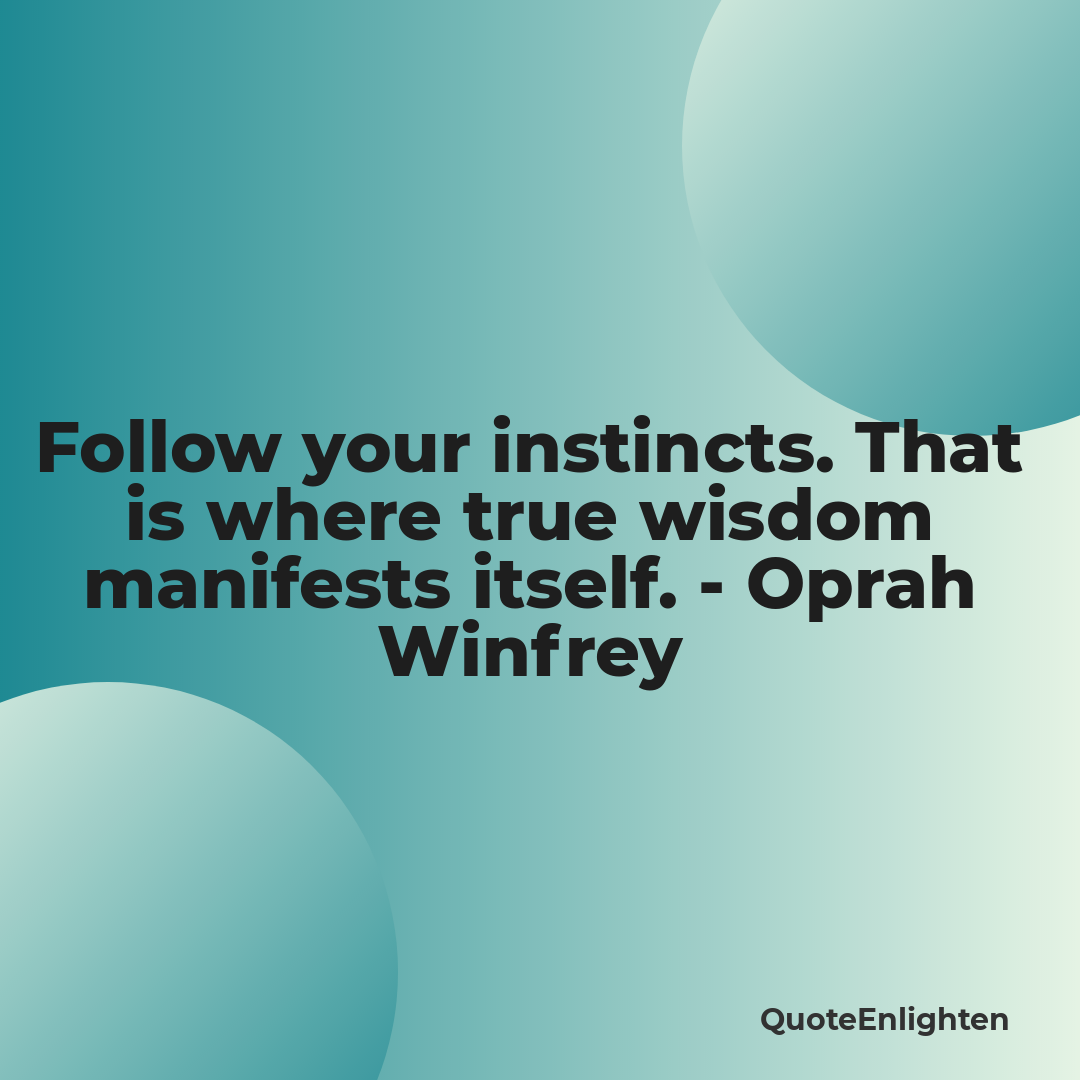 Follow your instincts. That
is where true wisdom
manifests itself. - Oprah
Winfrey
QuoteEnlighten